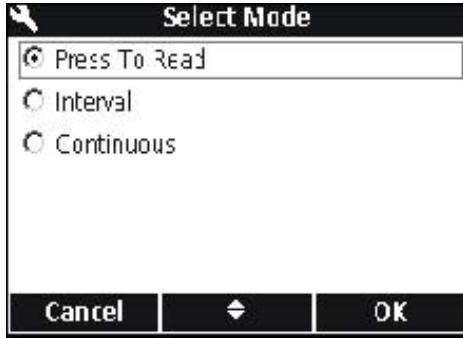 Select Mode
Press To Read
Interval
Continuous
Cancel OK